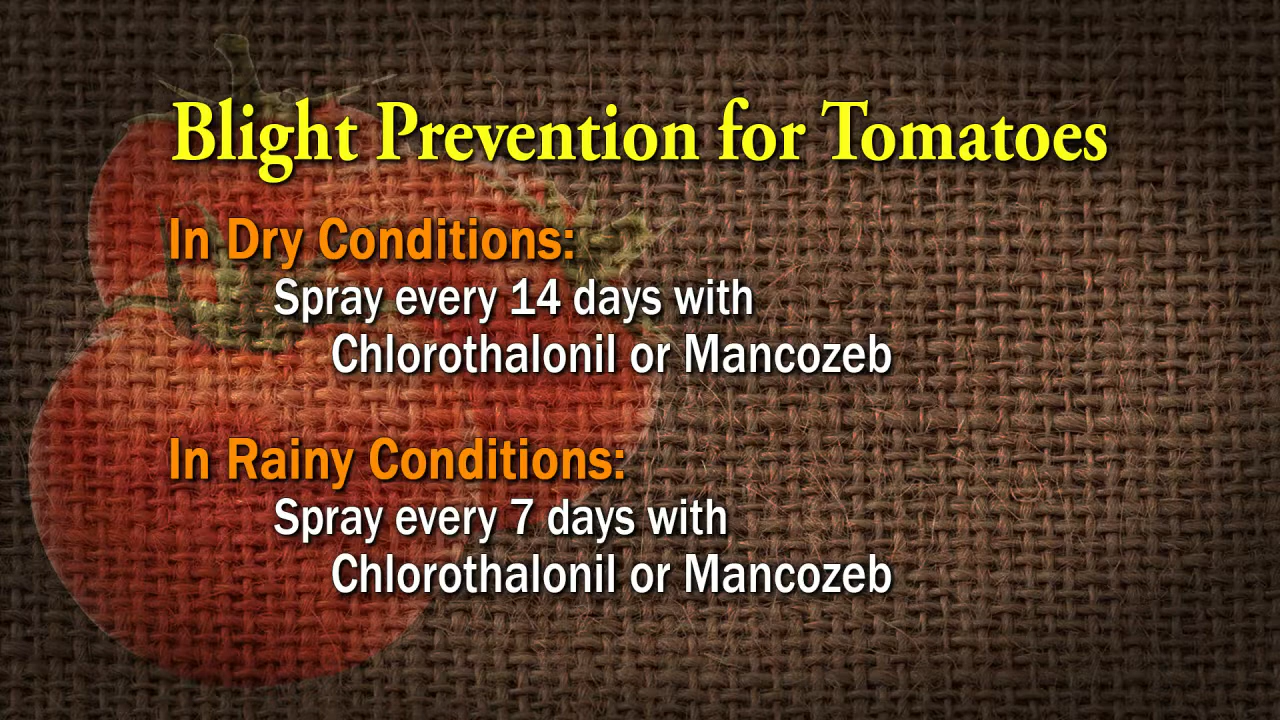 Blight Prevention for Tomatoes
In Dry Conditions:
Spray every 14 days with
Chlorothalonil or Mancozeb
In Rainy Conditions:
Spray every 7 days with
Chlorothalonil or Mancozeb